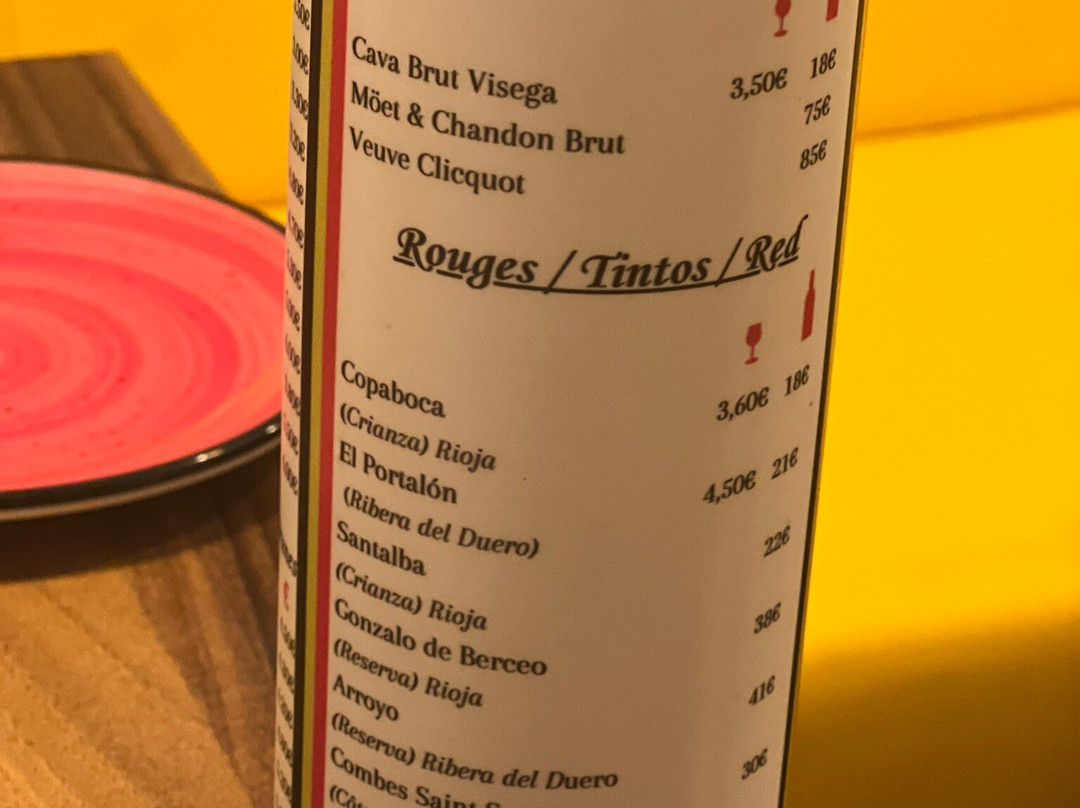 Cava Brut Visega 3,50€ 18€
Möet & Chandon Brut 75€
Veuve Clicquot 85€
Rouges / Tintos / Red
Copaboca 3,60€ 18€
(Crianza) Rioja
El Portalón 4,50€ 21€
(Ribera del Duero)
Santalba 22€
(Crianza) Rioja
Gonzalo de Berceo 38€
(Reserva) Rioja
Arroyo 41€
(Reserva) Ribera del Duero
Combes Saint 30€